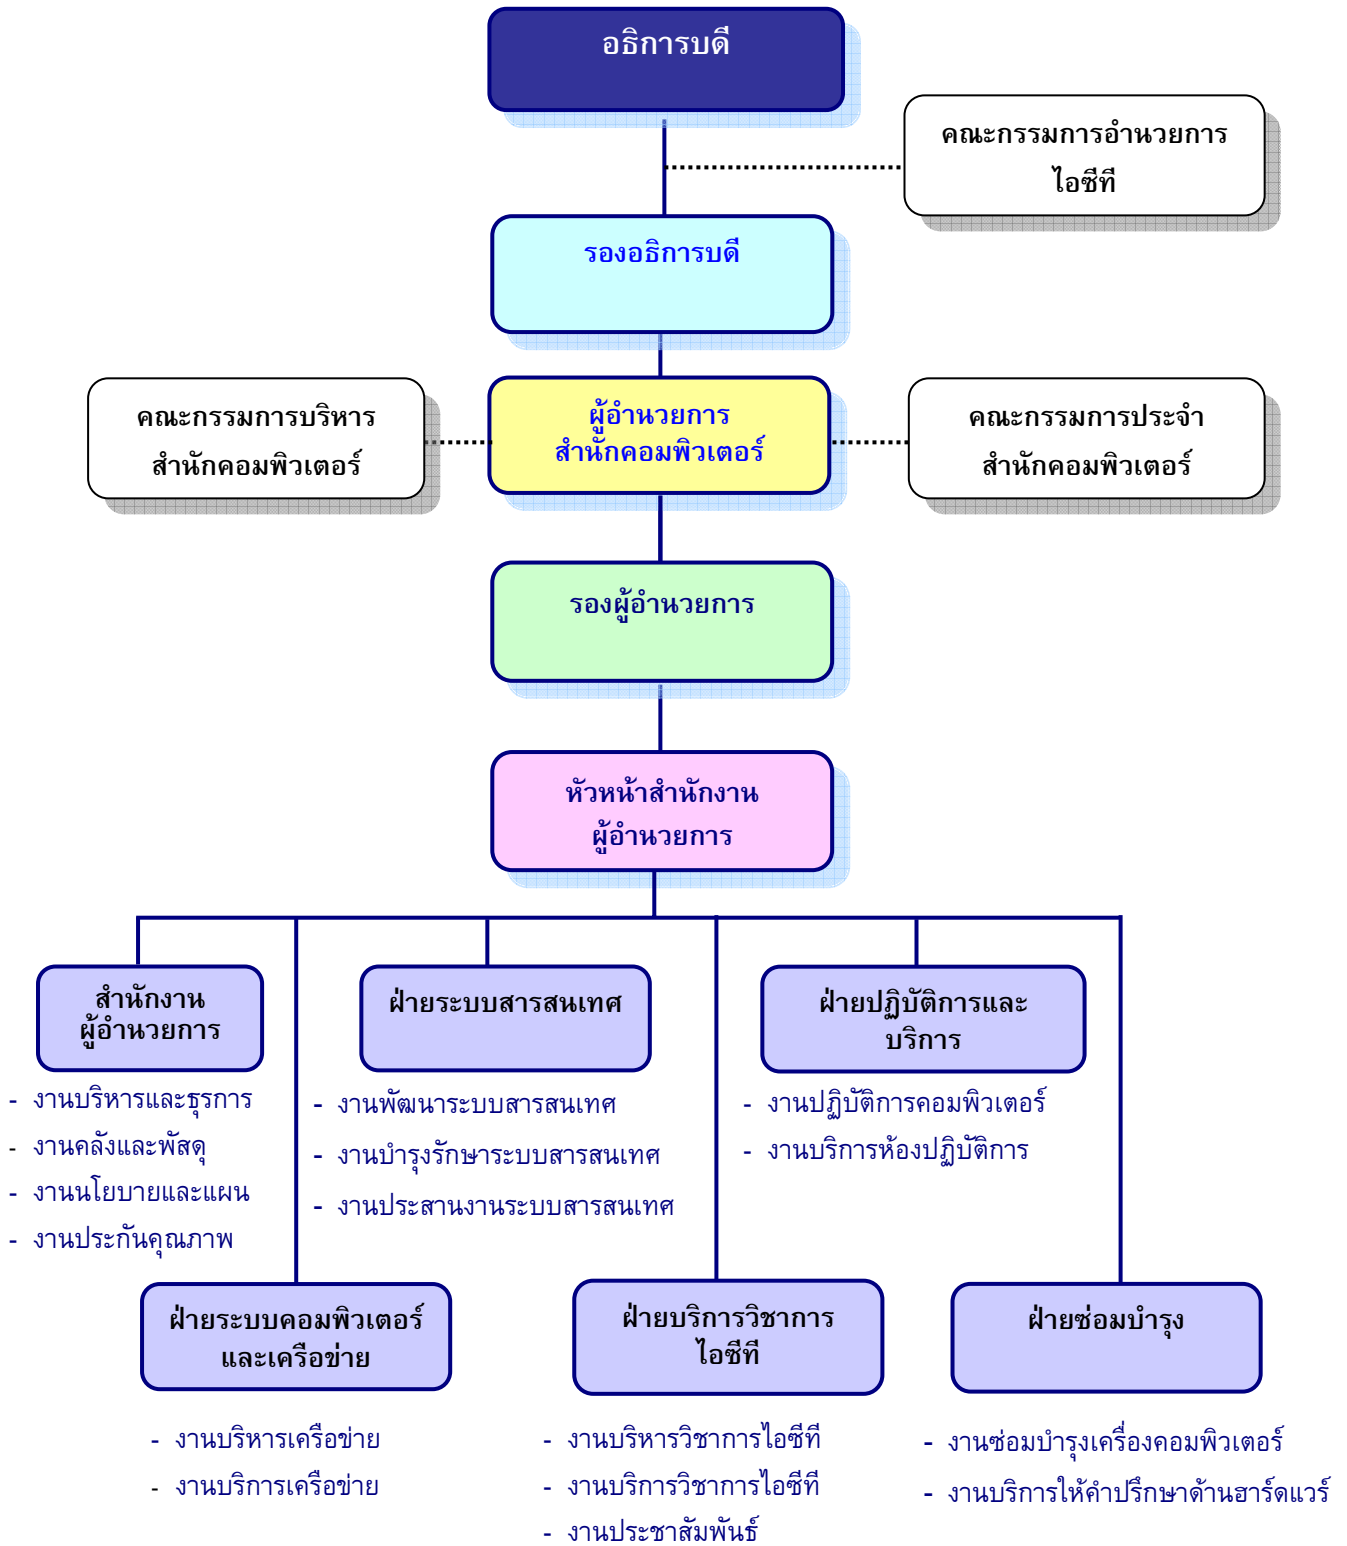 อธิการบดี
คณะกรรมการอำนวยการ
ไอซีที
รองอธิการบดี
คณะกรรมการบริหาร
สำนักคอมพิวเตอร์
ผู้อำนวยการ
สำนักคอมพิวเตอร์
คณะกรรมการประจำ
สำนักคอมพิวเตอร์
รองผู้อำนวยการ
หัวหน้าสำนักงาน
ผู้อำนวยการ
สำนักงาน
ผู้อำนวยการ
- งานบริหารและธุรการ
- งานคลังและพัสดุ
- งานนโยบายและแผน
- งานประกันคุณภาพ
ฝ่ายระบบสารสนเทศ
- งานพัฒนาระบบสารสนเทศ
- งานบำรุงรักษาระบบสารสนเทศ
- งานประสานงานระบบสารสนเทศ
ฝ่ายปฏิบัติการและ
บริการ
- งานปฏิบัติการคอมพิวเตอร์
- งานบริการห้องปฏิบัติการ
ฝ่ายระบบคอมพิวเตอร์
และเครือข่าย
- งานบริหารเครือข่าย
- งานบริการเครือข่าย
ฝ่ายบริการวิชาการ
ไอซีที
- งานบริหารวิชาการไอซีที
- งานบริการวิชาการไอซีที
- งานประชาสัมพันธ์
ฝ่ายซ่อมบำรุง
- งานซ่อมบำรุงเครื่องคอมพิวเตอร์
- งานบริการให้คำปรึกษาด้านฮาร์ดแวร์